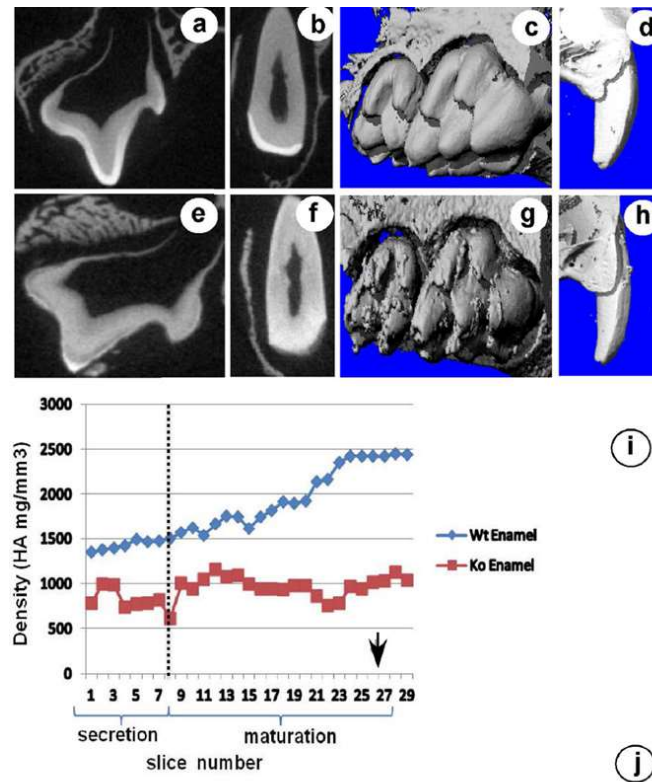 a b c d
e f g h
i
3000
2500
2000
1500
1000
500
0
Density (HA mg/mm3)
Wt Enamel
Ko Enamel
1 3 5 7 9 11 13 15 17 19 21 23 25 27 29
secretion maturation
slice number
j